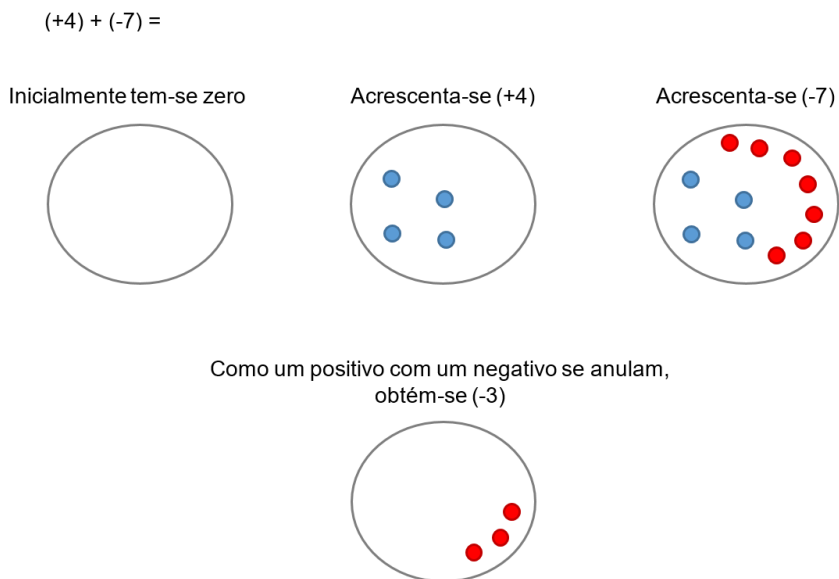 (+4) + (-7) =
Inicialmente tem-se zero
Acrescenta-se (+4)
Acrescenta-se (-7)
Como um positivo com um negativo se anulam,
obtém-se (-3)